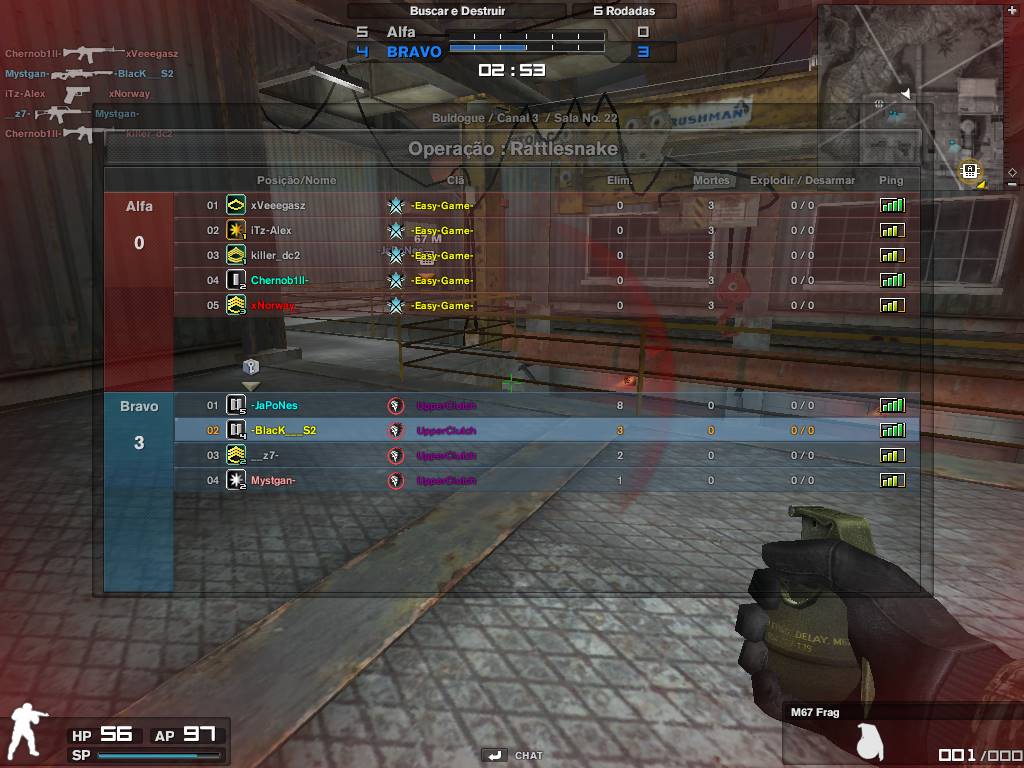 Buscar e Destruir 6 Rodadas
5 Alfa 0
4 BRAVO 3
02:53
Chernob1ll- xVeeegasz
Mystgan- -BlacK___S2
iTz-Alex xNorway
__z7- Mystgan-
Chernob1ll- killer_dc2
Buldogue / Canal 3 / Sala No. 22
RUSHMAN
Operação : Rattlesnake
Posição/Nome Clã Elim. Mortes Explodir / Desarmar Ping
Alfa
0
01 xVeeegasz -Easy-Game- 0 3 0 / 0
02 iTz-Alex -Easy-Game- 0 3 0 / 0
67 M
03 killer_dc2 -Easy-Game- 0 3 0 / 0
04 Chernob1ll- -Easy-Game- 0 3 0 / 0
05 xNorway -Easy-Game- 0 3 0 / 0
Bravo
3
01 -JaPoNes UpperClutch 8 0 0 / 0
02 -BlacK___S2 UpperClutch 3 0 0 / 0
03 __z7- UpperClutch 2 0 0 / 0
04 Mystgan- UpperClutch 1 0 0 / 0
DELAY, M
M67 Frag
HP 56 AP 97
SP
CHAT
001/000